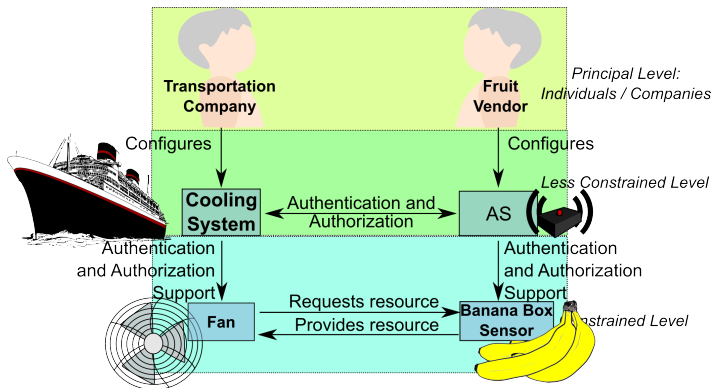 Transportation
Company
Fruit
Vendor
Principal Level:
Individuals / Companies
Configures
Configures
Less Constrained Level
Cooling
System
Authentication and
Authorization
AS
Authentication
and Authorization
Support
Authentication
and Authorization
Support
Fan
Requests resource
Provides resource
Banana Box
Sensor
Level